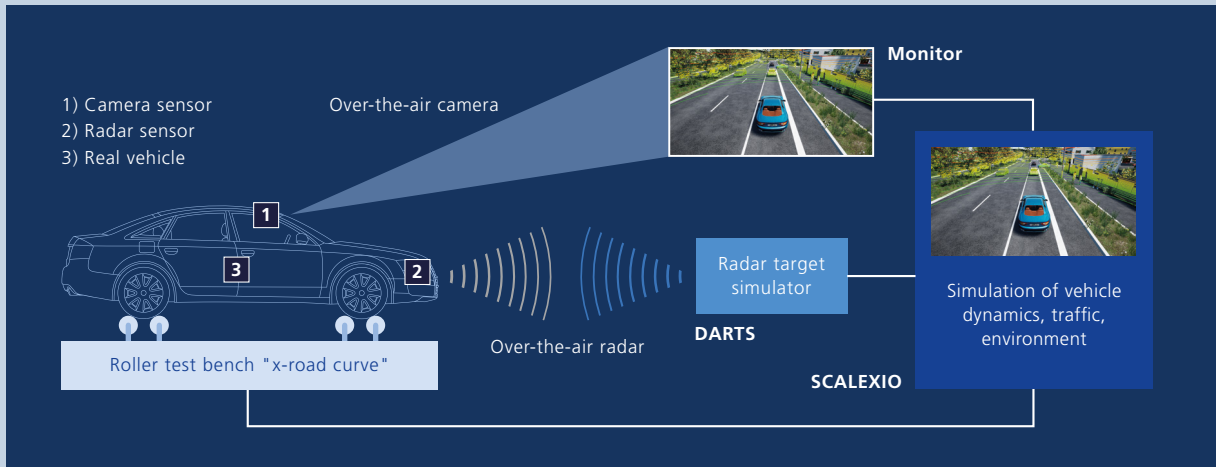 Monitor
1) Camera sensor
2) Radar sensor
3) Real vehicle
Over-the-air camera
1
3
2
Radar target
simulator
DARTS
Over-the-air radar
Simulation of vehicle
dynamics, traffic,
environment
SCALEXIO
Roller test bench "x-road curve"